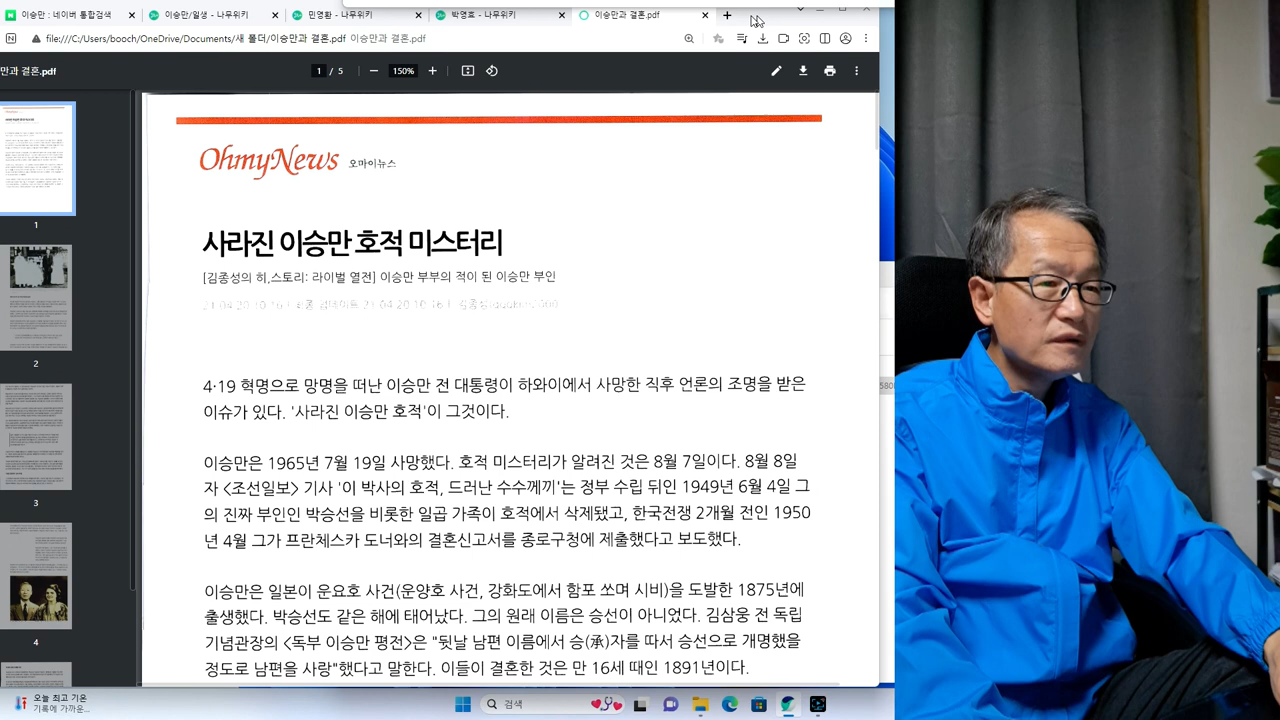 이승만 : 네이버 통합검색
이승만/일생 - 나무위키
민영환 - 나무위키
박영호 - 나무위키
이승만과 결혼.pdf
file:///C:/Users/booch/OneDrive/Documents/새 폴더/이승만과 결혼.pdf 이승만과 결혼.pdf
만과 결혼.pdf
1 / 5
150%
OhmyNews 오마이뉴스
사라진 이승만 호적 미스터리
[김종성의 히,스토리: 라이벌 열전] 이승만 부부의 적이 된 이승만 부인
4·19 혁명으로 망명을 떠난 이승만 전 대통령이 하와이에서 사망한 직후 언론의 조명을 받은
이슈가 있다. '사라진 이승만 호적'이 그것이다.
이승만은 1965년 7월 19일 사망했다. 호적 미스터리가 알려진 것은 8월 7일이다. 8월 8일
자 <조선일보> 기사 '이 박사의 호적, 드러난 수수께끼'는 정부 수립 뒤인 1949년 6월 4일 그
의 진짜 부인인 박승선을 비롯한 일곱 가족이 호적에서 삭제됐고, 한국전쟁 2개월 전인 1950
년 4월 그가 프란체스카 도너와의 결혼신고서를 종로구청에 제출했다고 보도했다.
이승만은 일본이 운요호 사건(운양호 사건, 강화도에서 함포 쏘며 시비)을 도발한 1875년에
출생했다. 박승선도 같은 해에 태어났다. 그의 원래 이름은 승선이 아니었다. 김삼웅 전 독립
기념관장의 <독부 이승만 평전>은 "뒷날 남편 이름에서 승(承)자를 따서 승선으로 개명했을
정도로 남편을 사랑"했다고 말하다. 이들이 결혼한 것은 만 16세 때인 1891년이다.
1
2
3
4
오늘 최고 기온
기록에 가까운...
검색